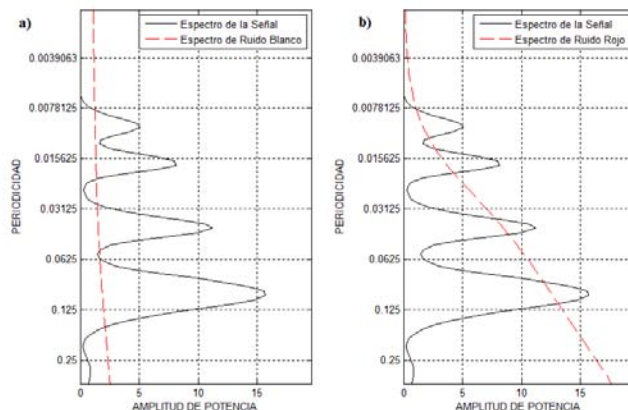 a)
Espectro de la Señal
Espectro de Ruido Blanco
0.0039063
0.0078125
0.015625
0.03125
0.0625
0.125
0.25
PERIODICIDAD
0 5 10 15
AMPLITUD DE POTENCIA
b)
Espectro de la Señal
Espectro de Ruido Rojo
0.0039063
0.0078125
0.015625
0.03125
0.0625
0.125
0.25
PERIODICIDAD
0 5 10 15
AMPLITUD DE POTENCIA